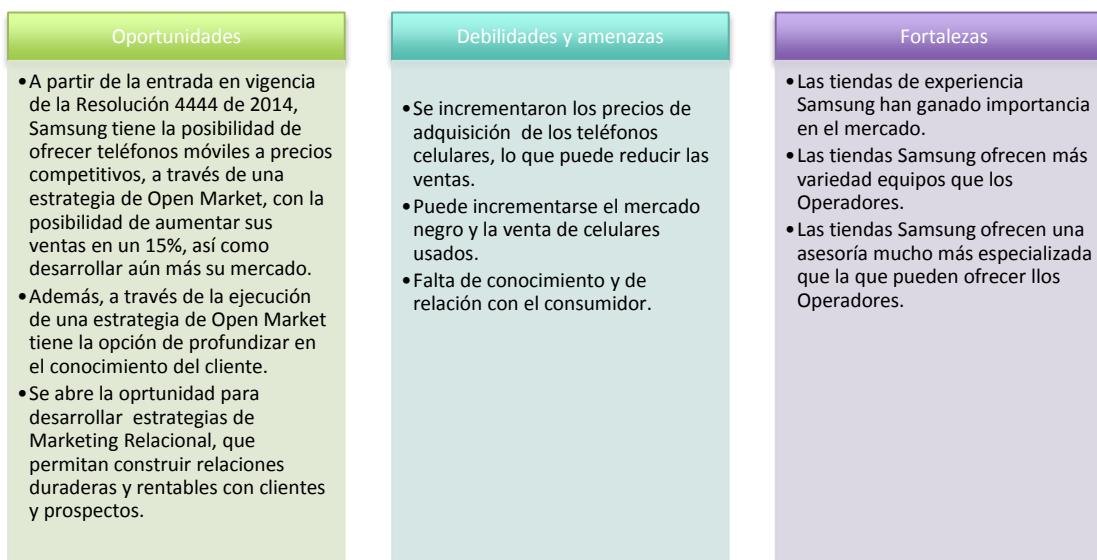 Oportunidades
•A partir de la entrada en vigencia
de la Resolución 4444 de 2014,
Samsung tiene la posibilidad de
ofrecer teléfonos móviles a precios
competitivos, a través de una
estrategia de Open Market, con la
posibilidad de aumentar sus
ventas en un 15%, así como
desarrollar aún más su mercado.
•Además, a través de la ejecución
de una estrategia de Open Market
tiene la opción de profundizar en
el conocimiento del cliente.
•Se abre la oprtunidad para
desarrollar estrategias de
Marketing Relacional, que
permitan construir relaciones
duraderas y rentables con clientes
y prospectos.
Debilidades y amenazas
•Se incrementaron los precios de
adquisición de los teléfonos
celulares, lo que puede reducir las
ventas.
•Puede incrementarse el mercado
negro y la venta de celulares
usados.
•Falta de conocimiento y de
relación con el consumidor.
Fortalezas
•Las tiendas de experiencia
Samsung han ganado importancia
en el mercado.
•Las tiendas Samsung ofrecen más
variedad equipos que los
Operadores.
•Las tiendas Samsung ofrecen una
asesoría mucho más especializada
que la que pueden ofrecer llos
Operadores.